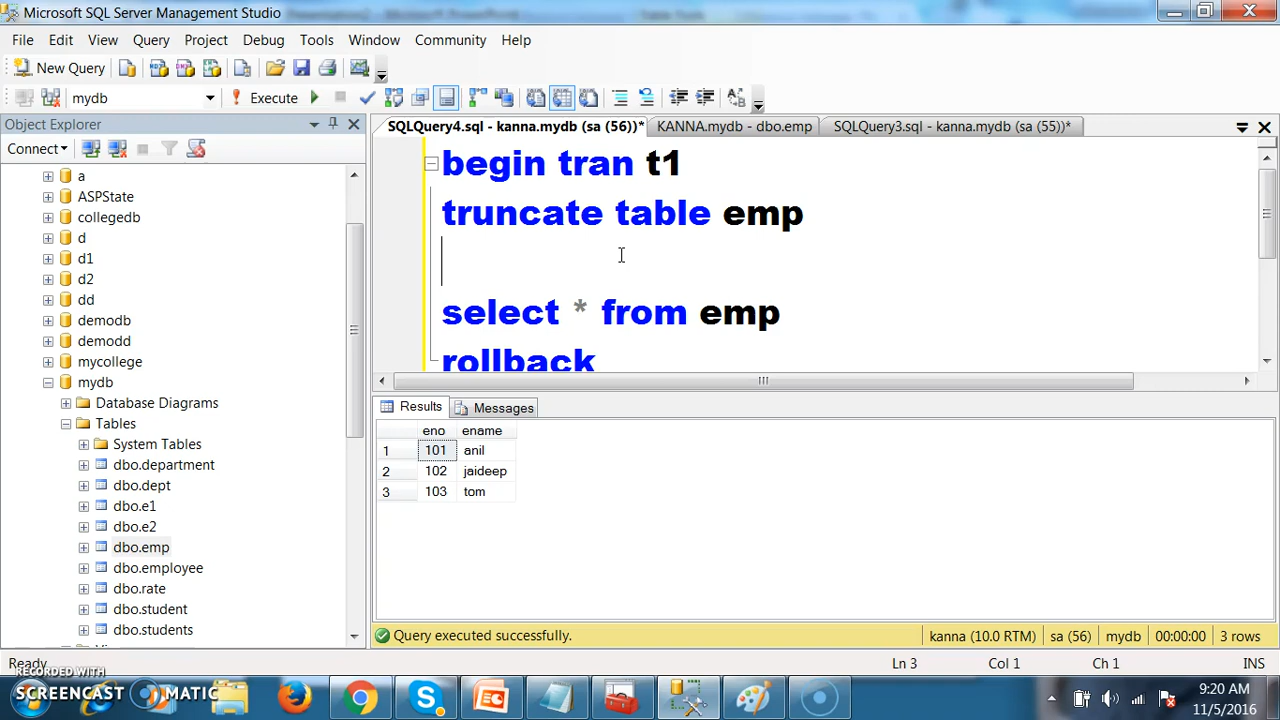 Microsoft SQL Server Management Studio
File Edit View Query Project Debug Tools Window Community Help
New Query
mydb Execute
Object Explorer
SQLQuery4.sql - kanna.mydb (sa (56))* KANNA.mydb - dbo.emp SQLQuery3.sql - kanna.mydb (sa (55))*
Connect
a
ASPState
collegedb
d
d1
d2
dd
demodb
demodd
mycollege
mydb
Database Diagrams
Tables
System Tables
dbo.department
dbo.dept
dbo.e1
dbo.e2
dbo.emp
dbo.employee
dbo.rate
dbo.student
dbo.students
begin tran t1
truncate table emp
select * from emp
rollback
Results Messages
eno ename
1 101 anil
2 102 jaideep
3 103 tom
Query executed successfully. kanna (10.0 RTM) sa (56) mydb 00:00:00 3 rows
Ready Ln 3 Col 1 Ch 1 INS
RECORDED WITH
SCREENCAST MATIC
9:20 AM
11/5/2016